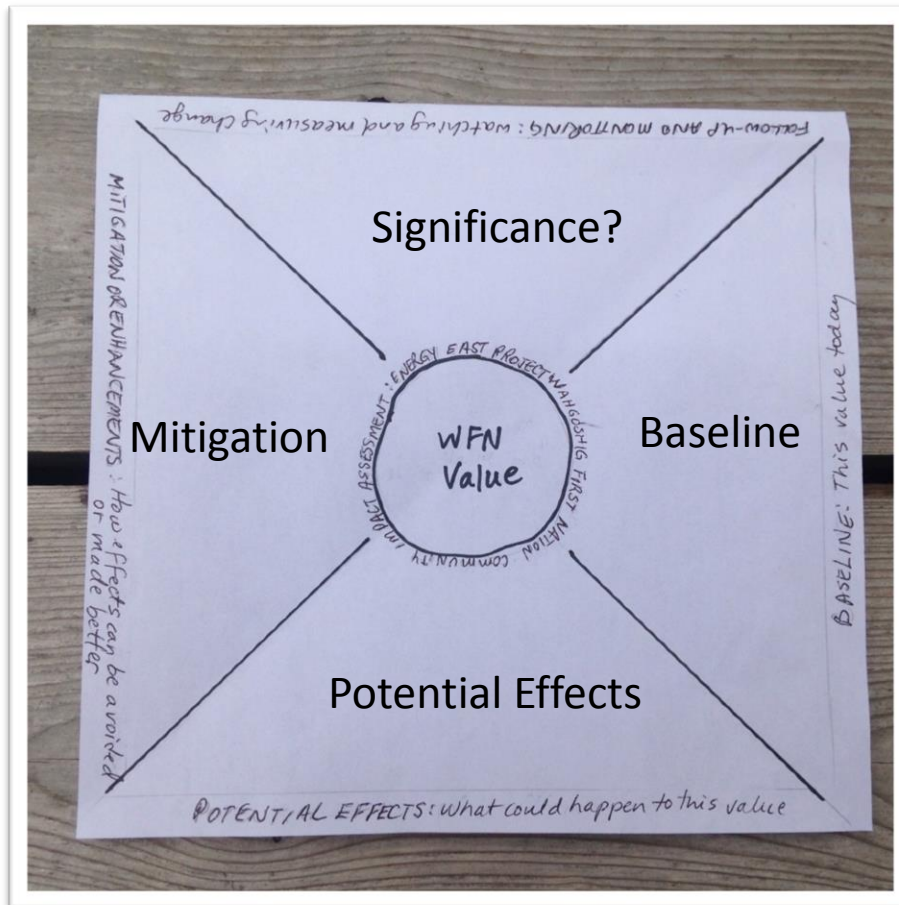 FOLLOW-UP AND MONITORING: watching and measuring change
Significance?
MITIGATION OR ENHANCEMENTS: How effects can be avoided
or made better
Mitigation
WAHGOSHIG FIRST NATION COMMUNITY IMPACT ASSESSMENT: ENERGY EAST PROJECT
WFN
Value
Baseline
BASELINE: This value today
Potential Effects
POTENTIAL EFFECTS: What could happen to this value